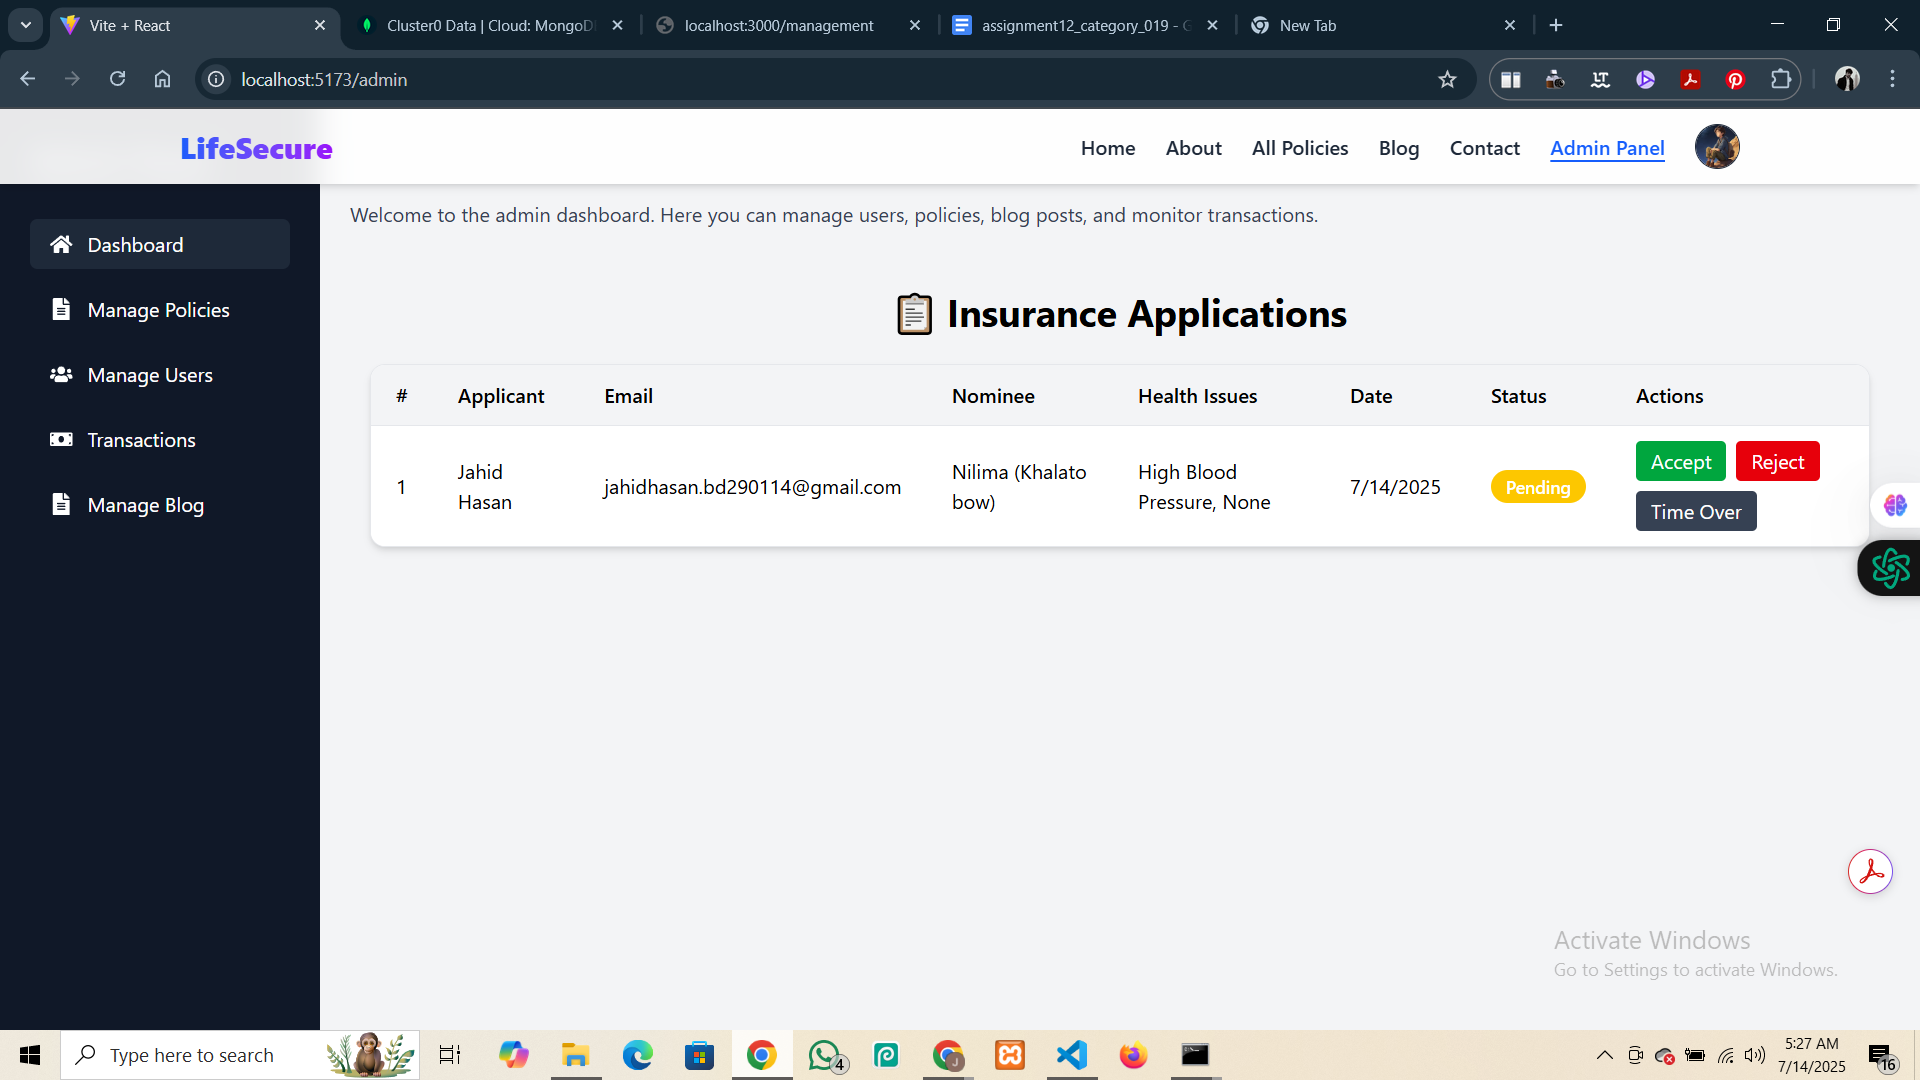 Vite + React
Cluster0 Data | Cloud: MongoD
localhost:3000/management
assignment12_category_019 - G
New Tab
localhost:5173/admin
LifeSecure
Home
About
All Policies
Blog
Contact
Admin Panel
Dashboard
Manage Policies
Manage Users
Transactions
Manage Blog
Welcome to the admin dashboard. Here you can manage users, policies, blog posts, and monitor transactions.
Insurance Applications
# Applicant Email Nominee Health Issues Date Status Actions
1
Jahid
Hasan
jahidhasan.bd290114@gmail.com
Nilima (Khalato
bow)
High Blood
Pressure, None
7/14/2025
Pending
Accept
Reject
Time Over
Activate Windows
Go to Settings to activate Windows.
Type here to search
4
5:27 AM
7/14/2025
16